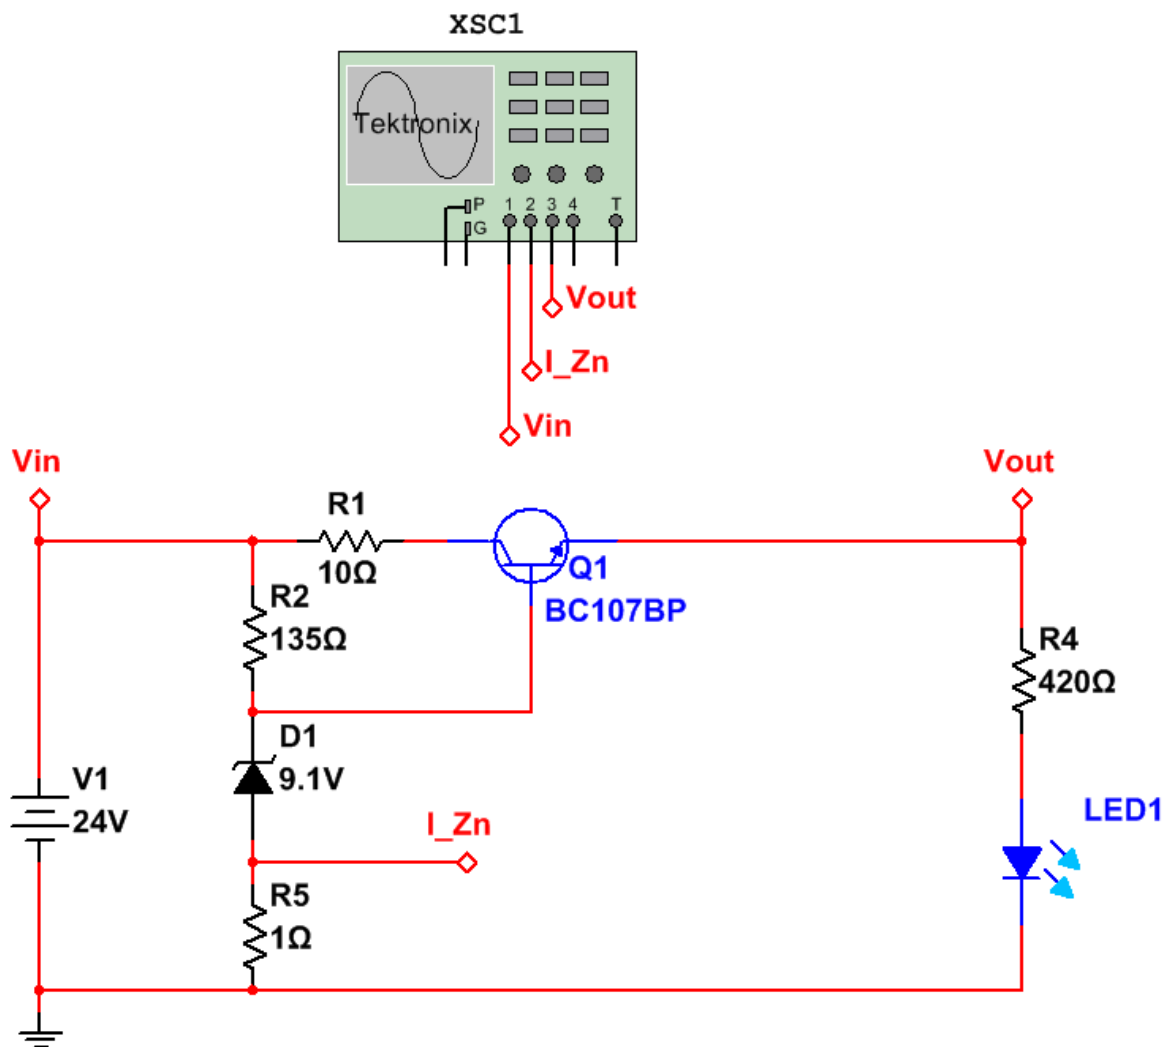 XSC1
Tektronix
P
G
1 2 3 4 T
Vout
I_Zn
Vin
Vin
Vout
R1
10Ω
Q1
BC107BP
R2
135Ω
R4
420Ω
D1
9.1V
V1
24V
LED1
I_Zn
R5
1Ω